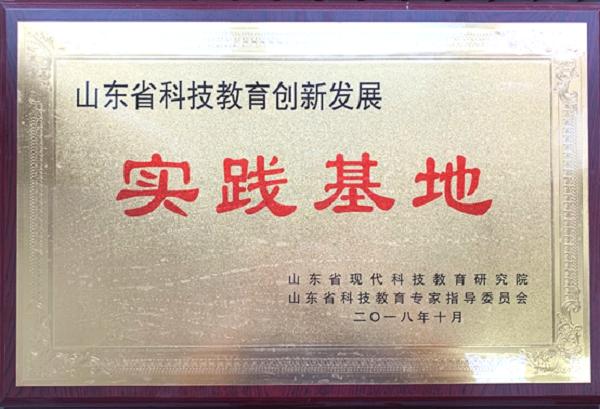 山东省科技教育创新发展
实践基地
山东省现代科技教育研究院
山东省科技教育专家指导委员会
二〇一八年十月